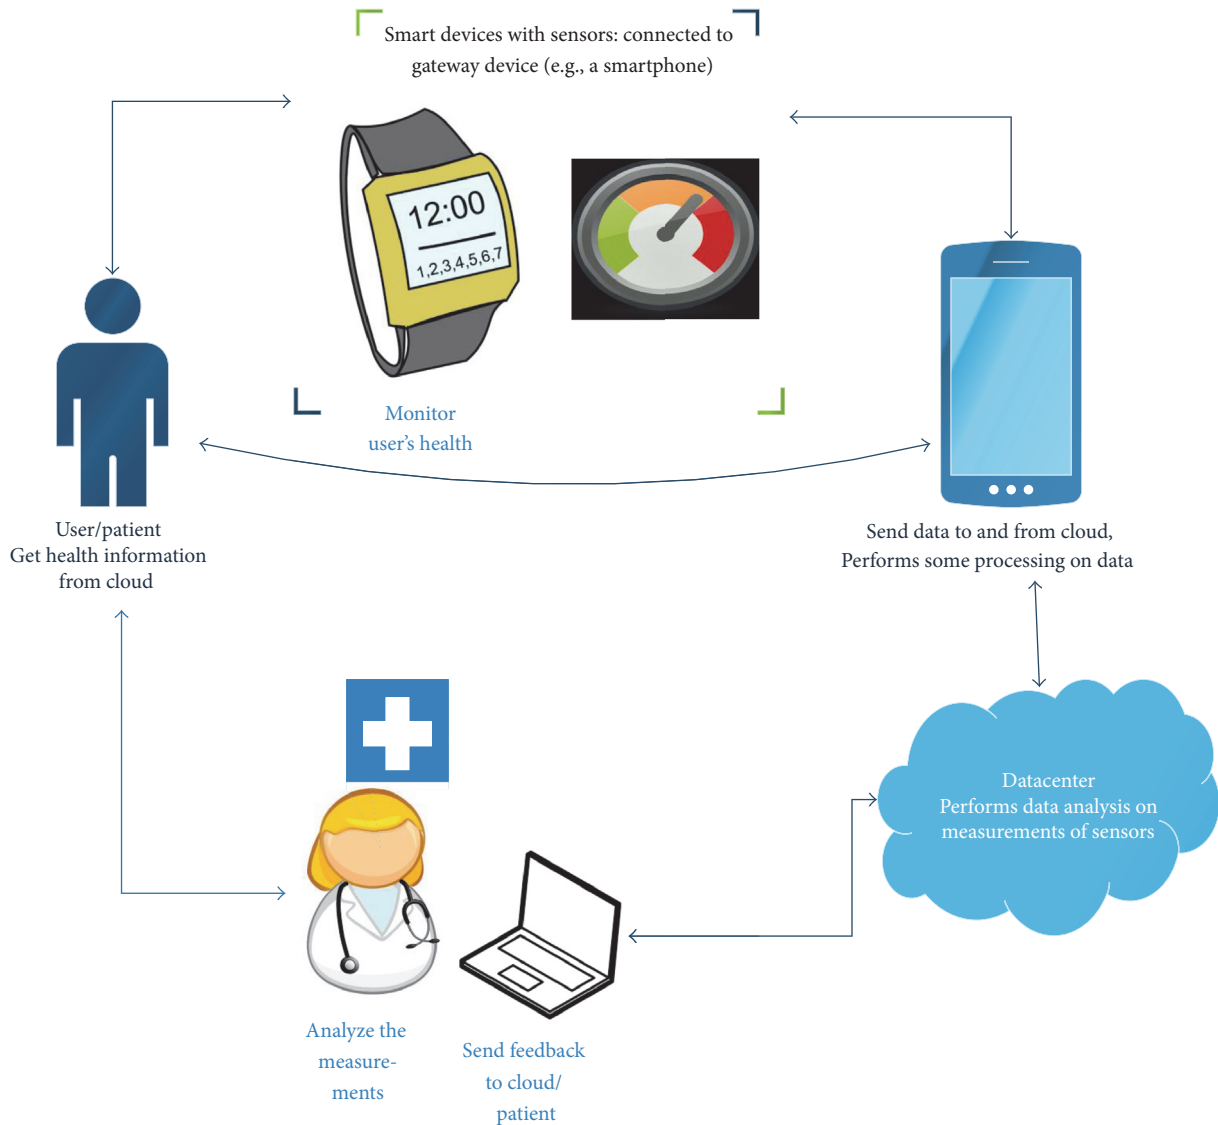 Smart devices with sensors: connected to
gateway device (e.g., a smartphone)
12:00
1,2,3,4,5,6,7
Monitor
user's health
User/patient
Get health information
from cloud
Send data to and from cloud,
Performs some processing on data
Datacenter
Performs data analysis on
measurements of sensors
Analyze the
measure-
ments
Send feedback
to cloud/
patient